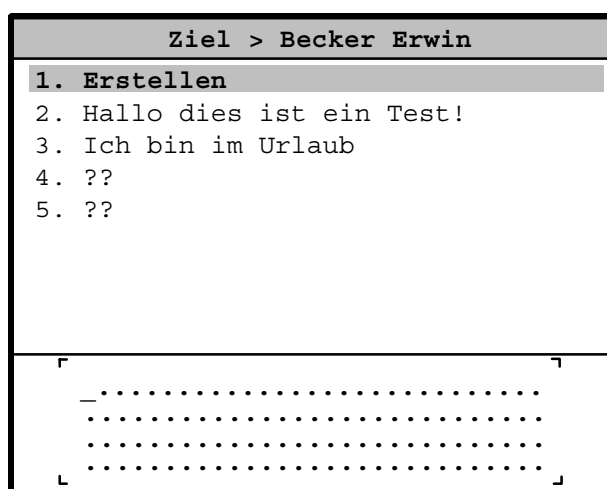 Ziel > Becker Erwin
1. Erstellen
2. Hallo dies ist ein Test!
3. Ich bin im Urlaub
4. ??
5. ??